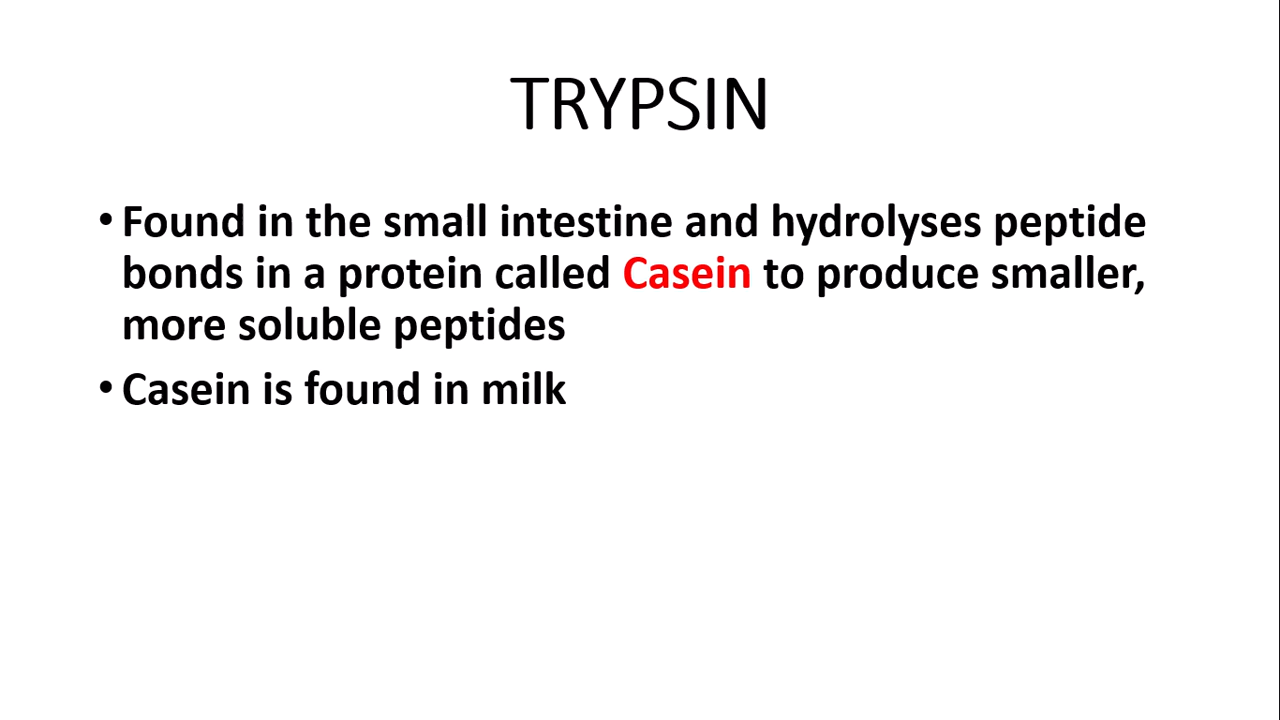 TRYPSIN
• Found in the small intestine and hydrolyses peptide
bonds in a protein called Casein to produce smaller,
more soluble peptides
• Casein is found in milk